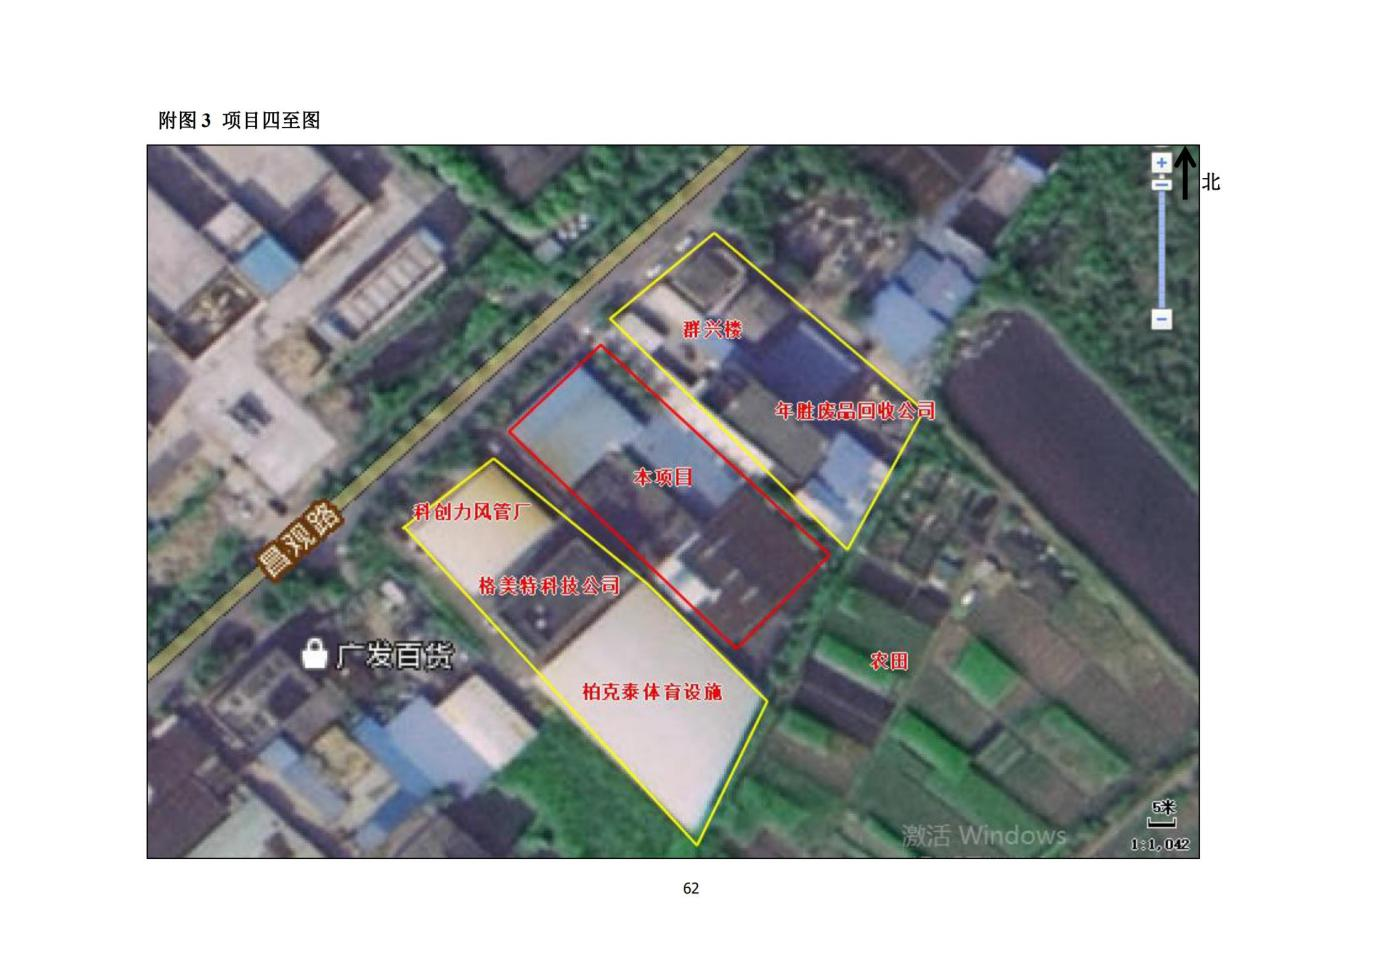 附图 3 项目四至图
北
群兴楼
年胜废品回收公司
本项目
科创力风管厂
昌观路
格美特科技公司
广发百货
农田
柏克泰体育设施
5米
激活 Windows
1:1,042
62